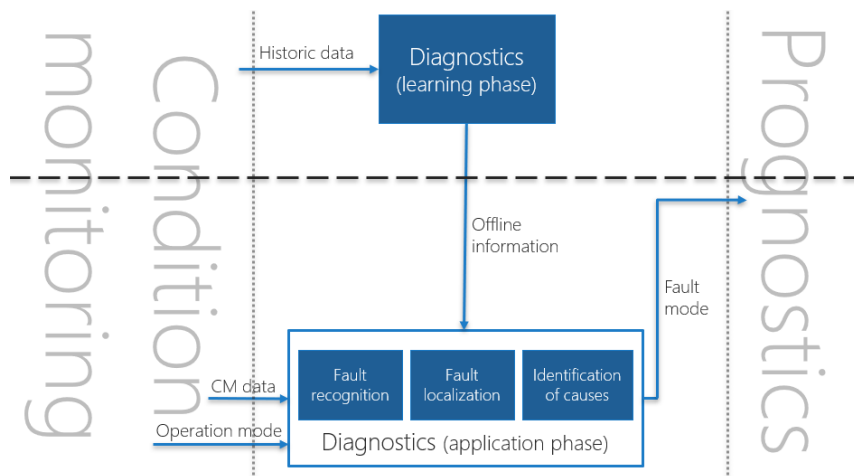 Condition
monitoring
Historic data
Diagnostics
(learning phase)
Prognostics
Offline
information
Fault
mode
Fault
recognition
Fault
localization
Identification
of causes
CM data
Operation mode
Diagnostics (application phase)